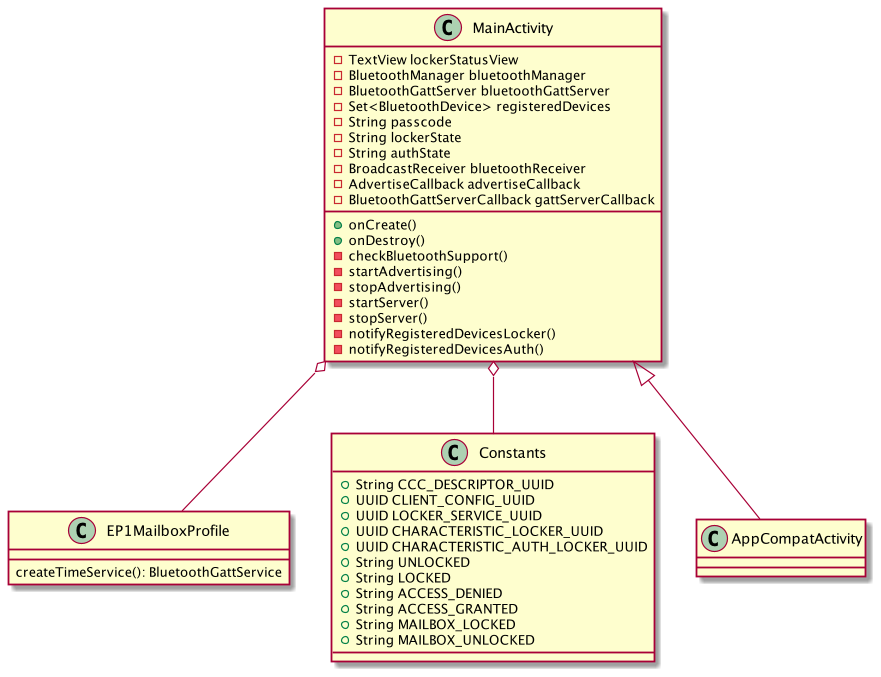 C MainActivity
TextView lockerStatusView
BluetoothManager bluetoothManager
BluetoothGattServer bluetoothGattServer
Set<BluetoothDevice> registeredDevices
String passcode
String lockerState
String authState
BroadcastReceiver bluetoothReceiver
AdvertiseCallback advertiseCallback
BluetoothGattServerCallback gattServerCallback
onCreate()
onDestroy()
checkBluetoothSupport()
startAdvertising()
stopAdvertising()
startServer()
stopServer()
notifyRegisteredDevicesLocker()
notifyRegisteredDevicesAuth()
C EP1MailboxProfile
createTimeService(): BluetoothGattService
C Constants
String CCC_DESCRIPTOR_UUID
UUID CLIENT_CONFIG_UUID
UUID LOCKER_SERVICE_UUID
UUID CHARACTERISTIC_LOCKER_UUID
UUID CHARACTERISTIC_AUTH_LOCKER_UUID
String UNLOCKED
String LOCKED
String ACCESS_DENIED
String ACCESS_GRANTED
String MAILBOX_LOCKED
String MAILBOX_UNLOCKED
C AppCompatActivity